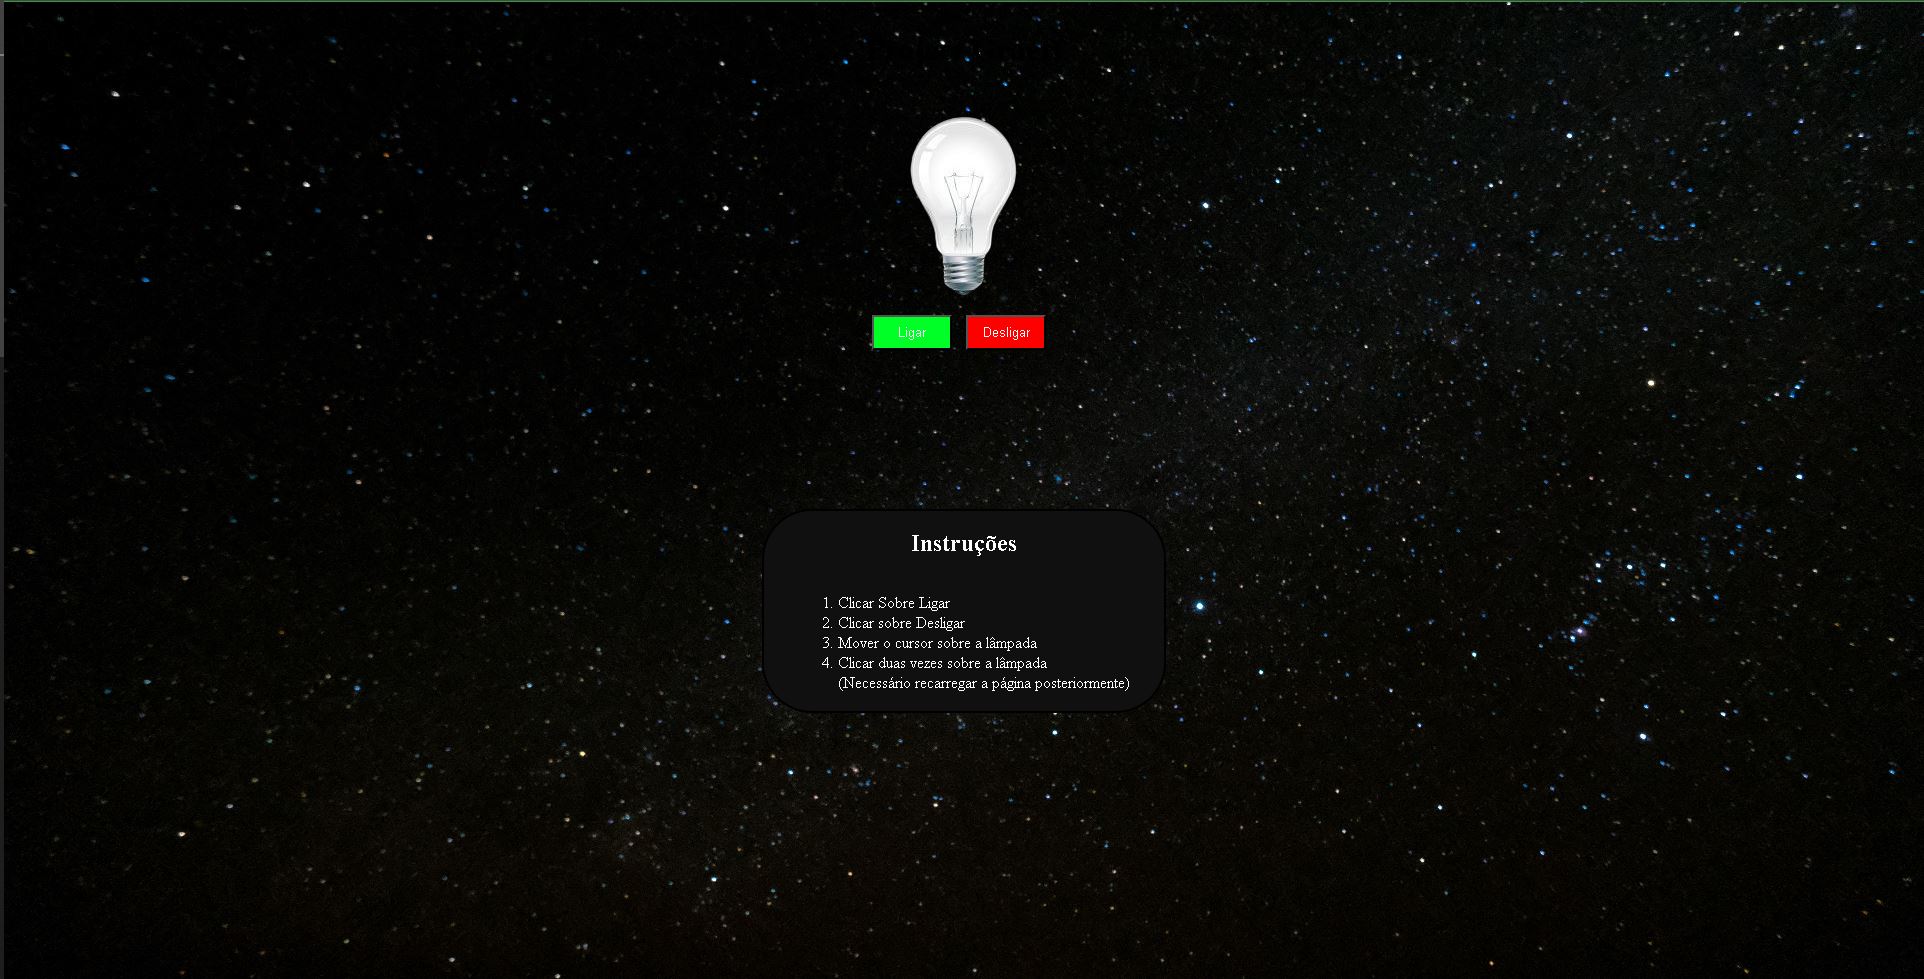 Ligar Desligar
Instruções
1. Clicar Sobre Ligar
2. Clicar sobre Desligar
3. Mover o cursor sobre a lâmpada
4. Clicar duas vezes sobre a lâmpada
(Necessário recarregar a página posteriormente)